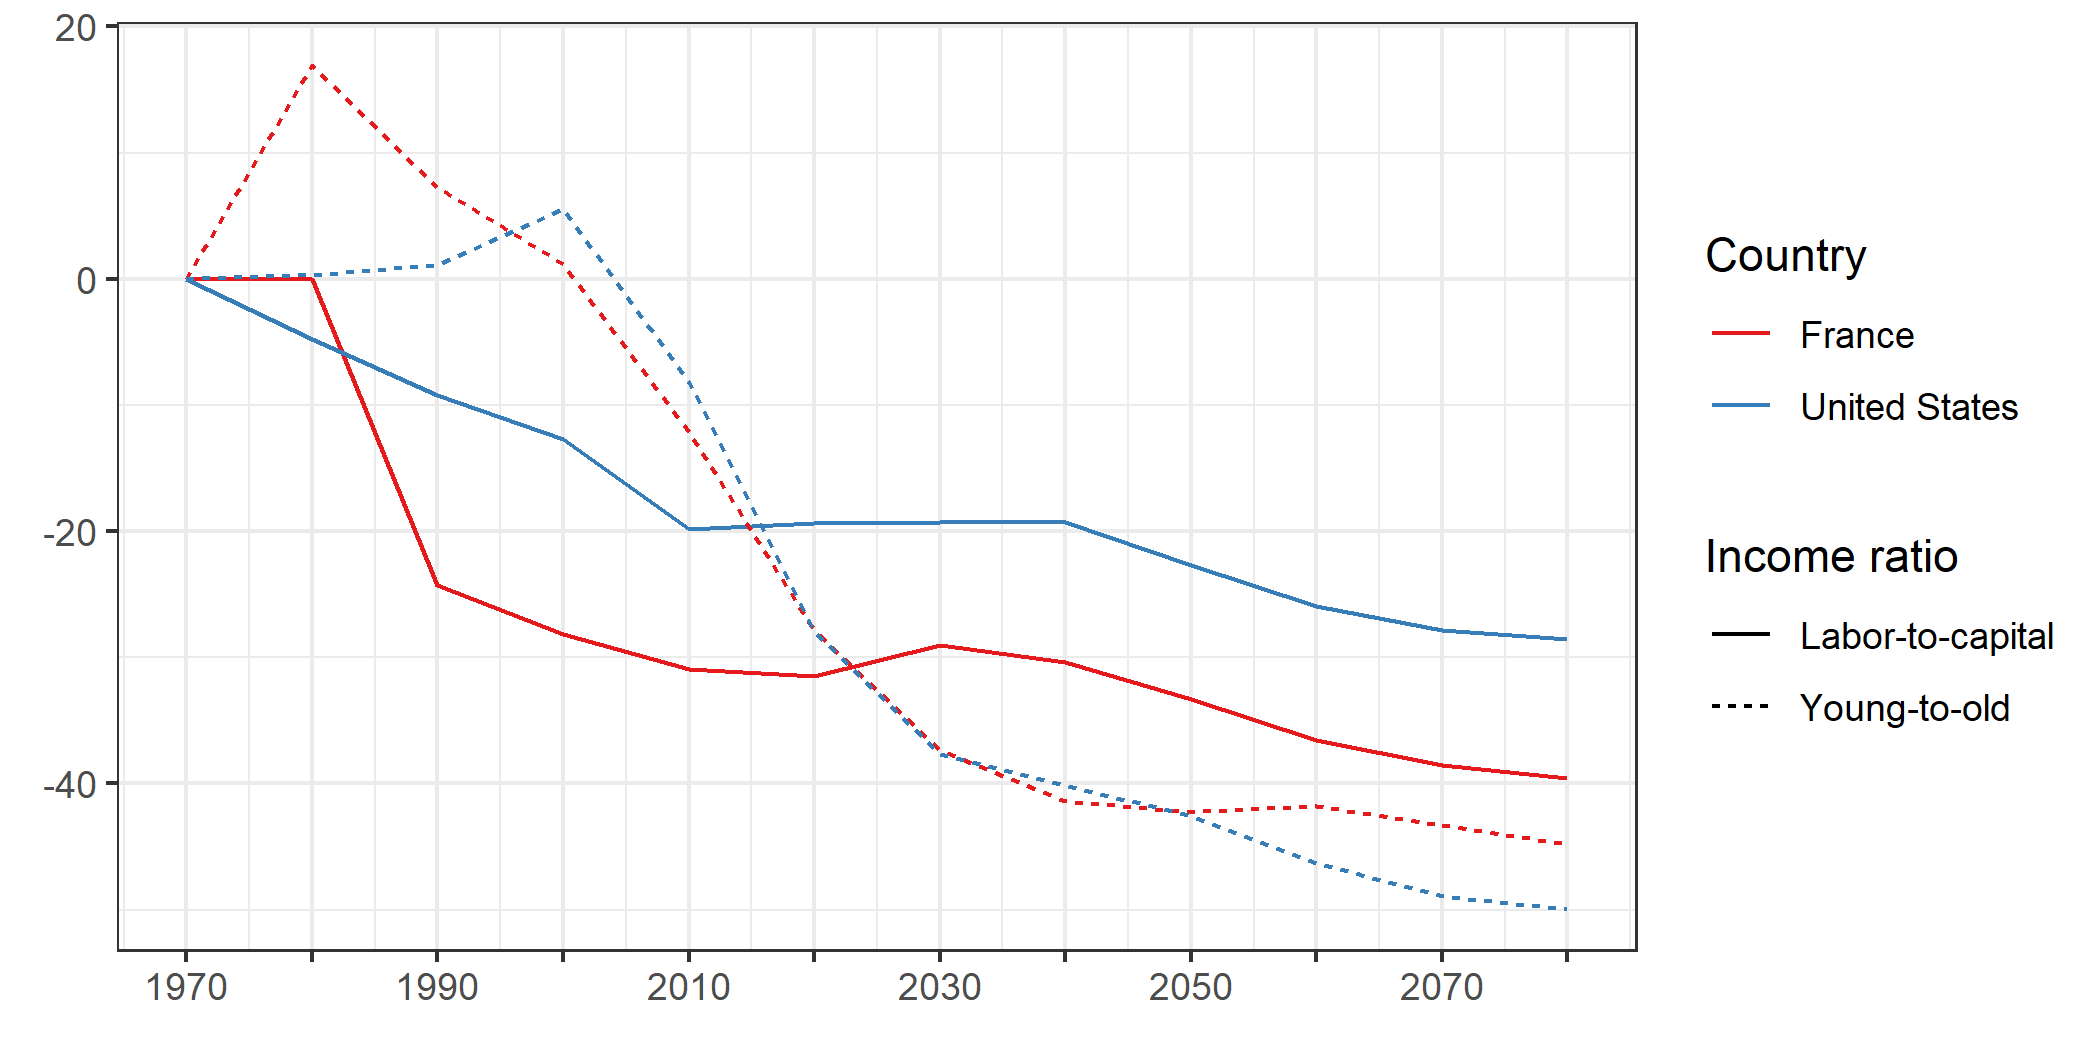 20
0
-20
-40
1970 1990 2010 2030 2050 2070
Country
France
United States
Income ratio
Labor-to-capital
Young-to-old